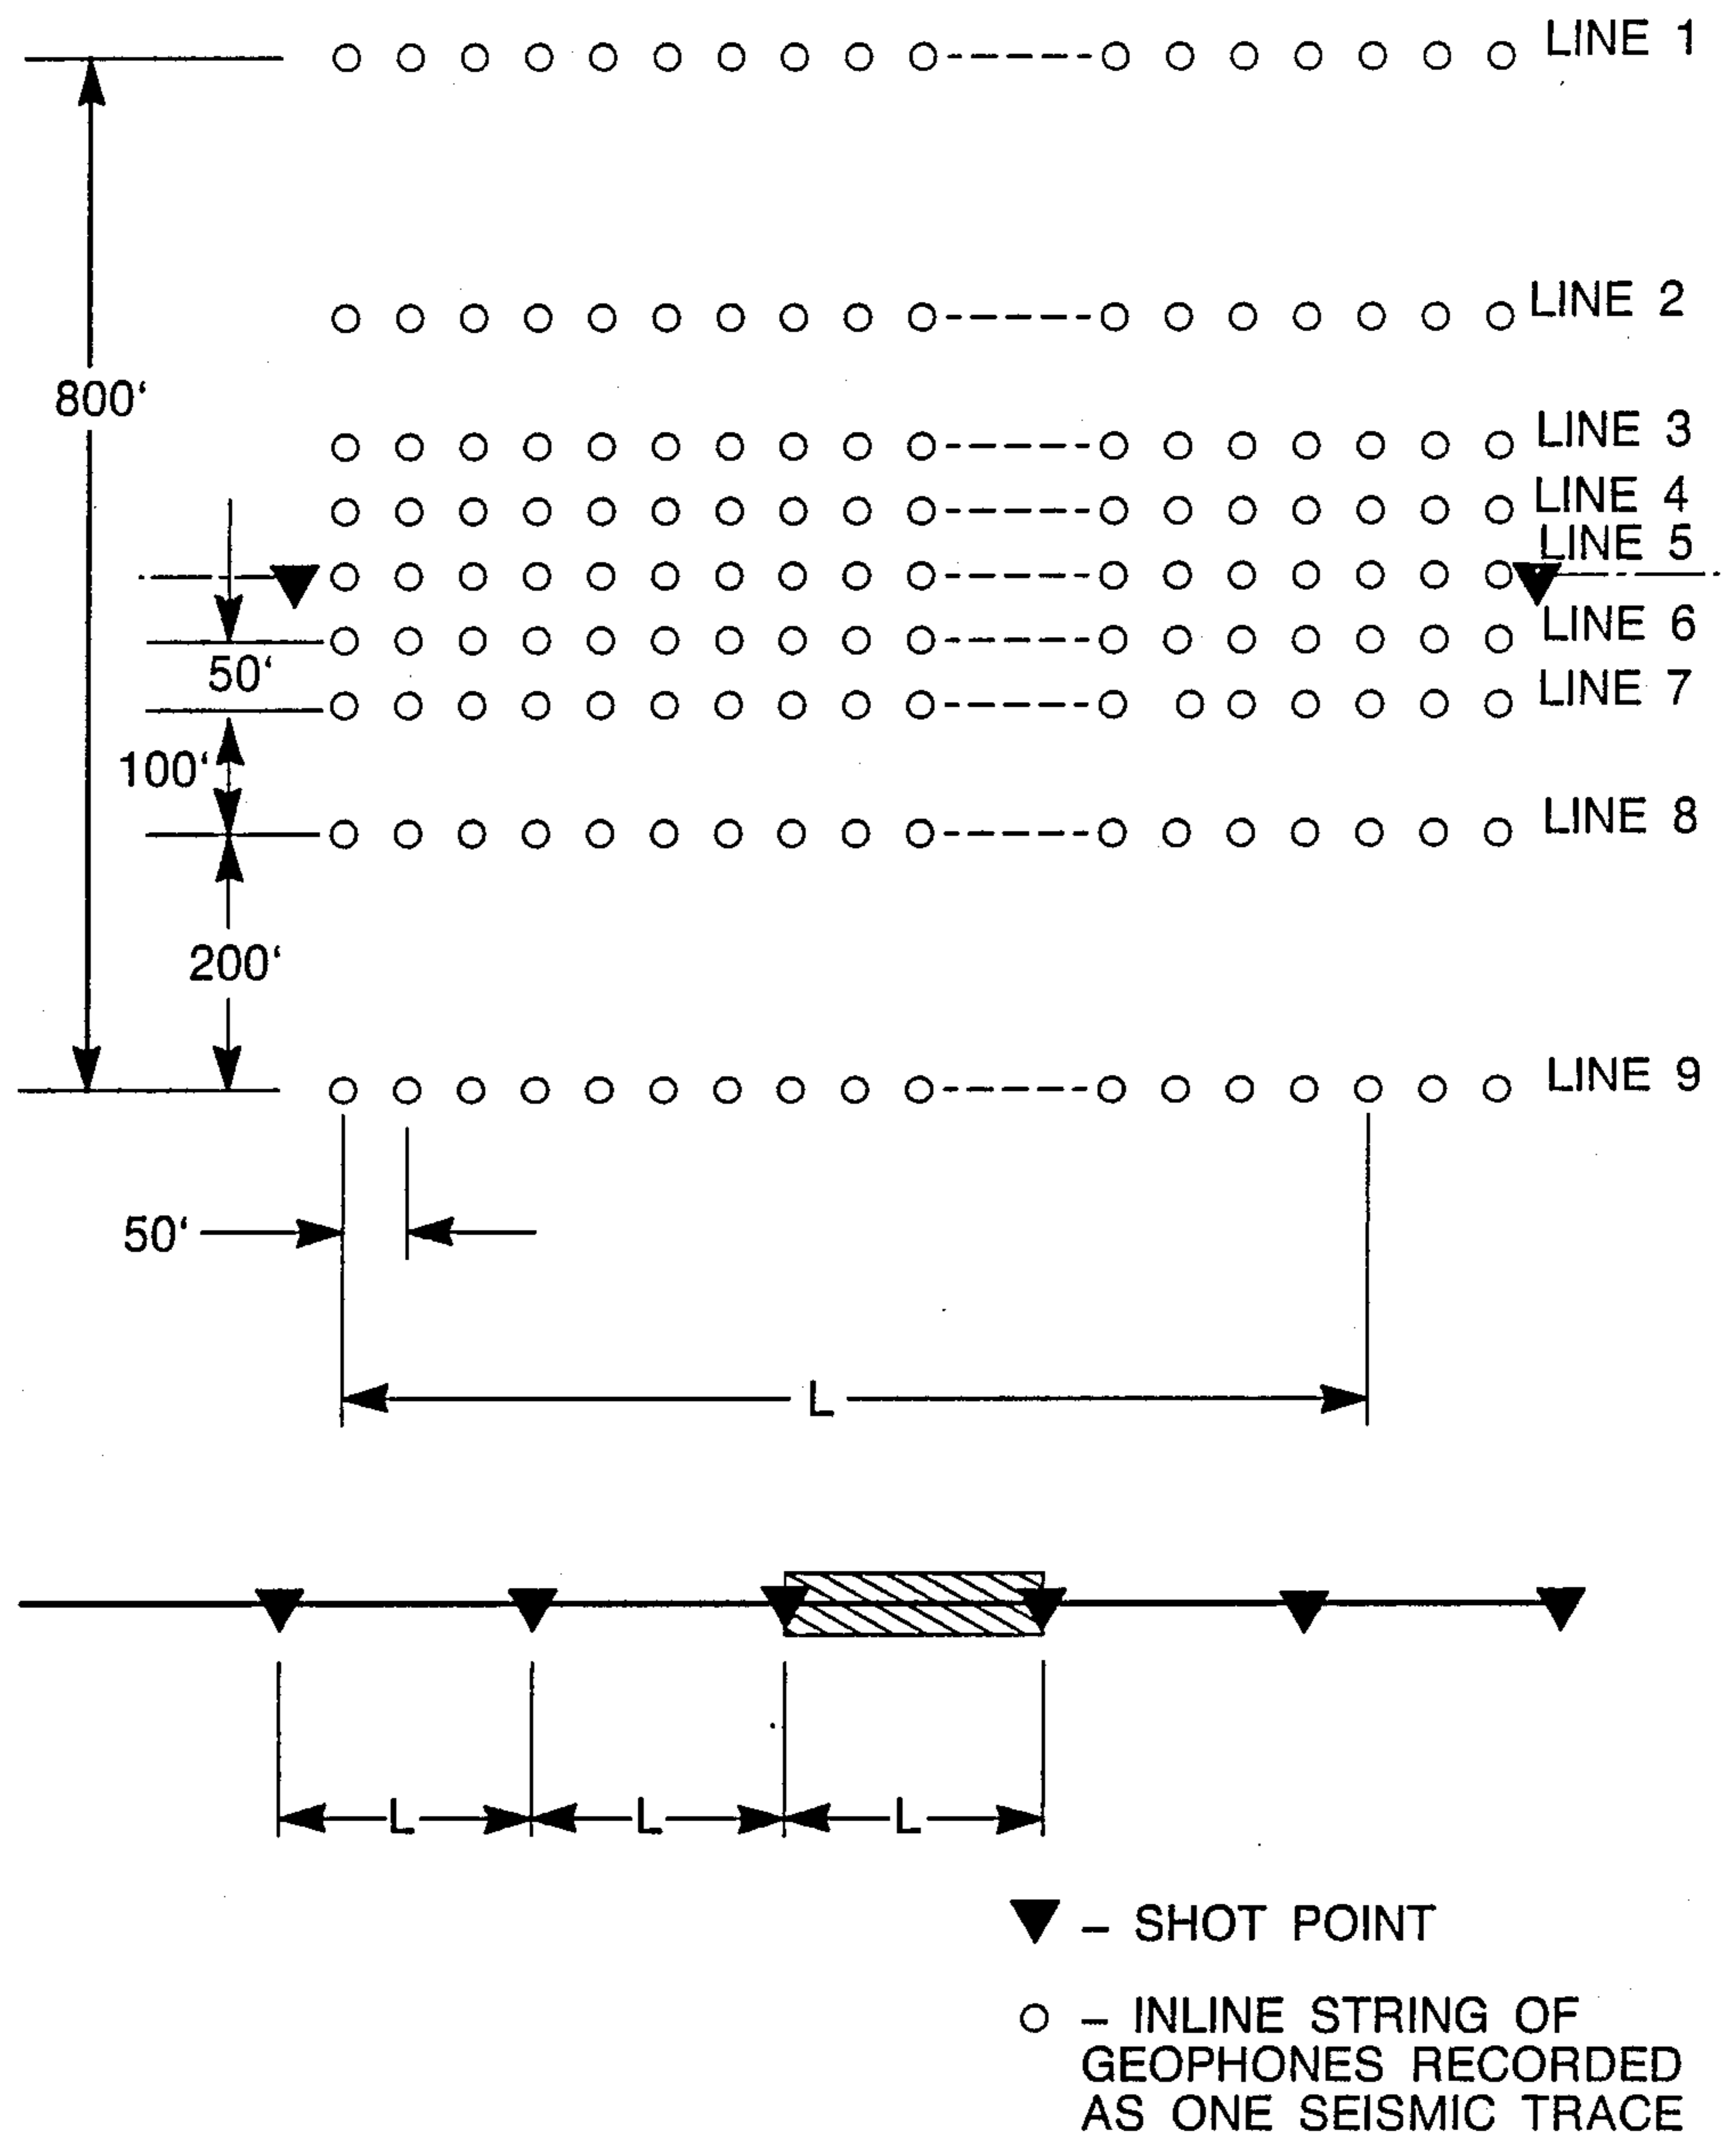 LINE 1
LINE 2
800'
LINE 3
LINE 4
LINE 5
LINE 6
50'
LINE 7
100'
LINE 8
200'
LINE 9
50'
L
L L L
– SHOT POINT
– INLINE STRING OF
GEOPHONES RECORDED
AS ONE SEISMIC TRACE